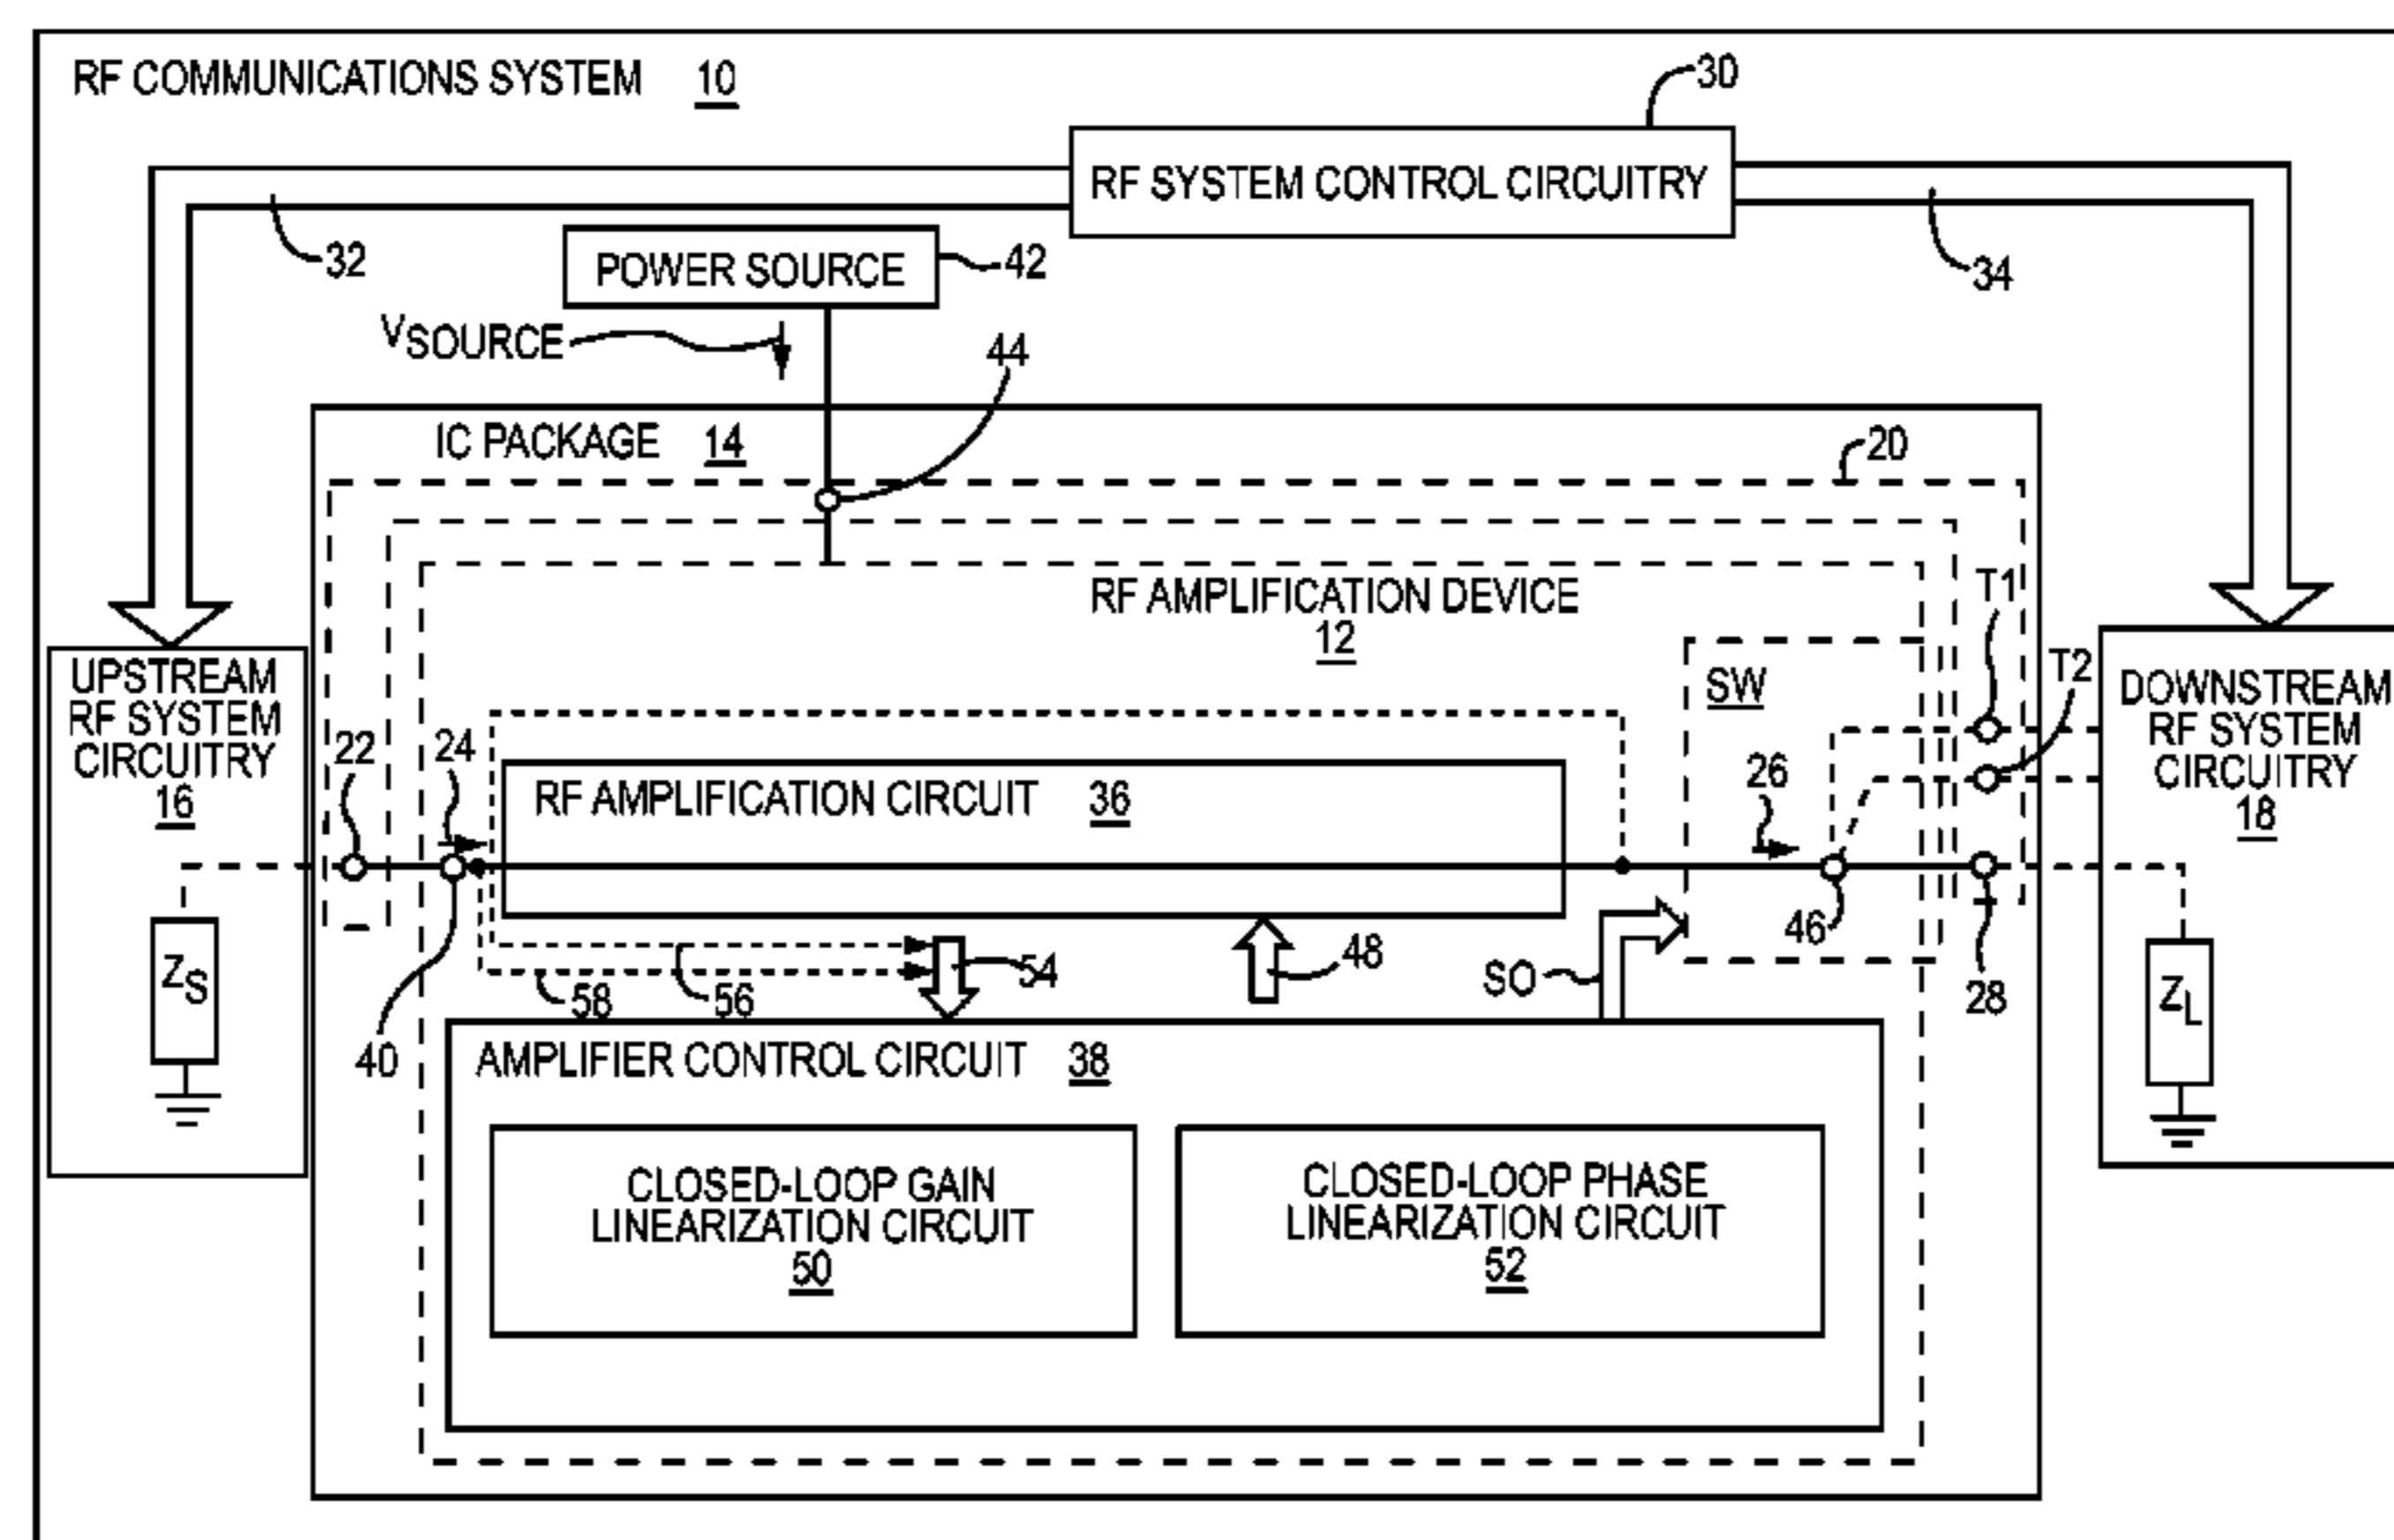 RF COMMUNICATIONS SYSTEM 10
30
RF SYSTEM CONTROL CIRCUITRY
32
34
POWER SOURCE
42
VSOURCE
44
IC PACKAGE 14
20
RF AMPLIFICATION DEVICE
12
T1
T2
UPSTREAM
RF SYSTEM
CIRCUITRY
16
SW
DOWNSTREAM
RF SYSTEM
CIRCUITRY
18
22
24
RF AMPLIFICATION CIRCUIT 36
26
46
28
ZS
58
56
54
48
SO
ZL
40
AMPLIFIER CONTROL CIRCUIT 38
CLOSED-LOOP GAIN
LINEARIZATION CIRCUIT
50
CLOSED-LOOP PHASE
LINEARIZATION CIRCUIT
52